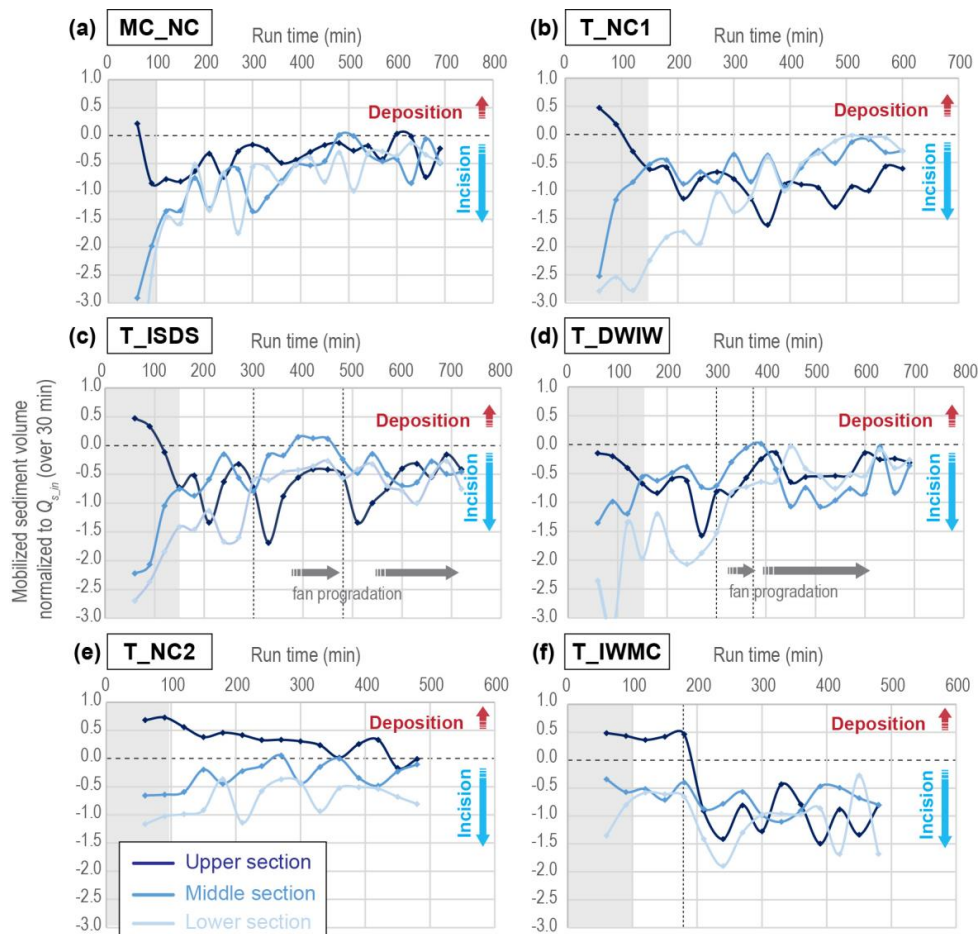 (a) MC_NC
Run time (min)
0 100 200 300 400 500 600 700 800
1.0
0.5
0.0
-0.5
-1.0
-1.5
-2.0
-2.5
-3.0
Deposition
Incision
(b) T_NC1
Run time (min)
0 100 200 300 400 500 600 700
1.0
0.5
0.0
-0.5
-1.0
-1.5
-2.0
-2.5
-3.0
Deposition
Incision
Mobilized sediment volume
normalized to Q_s_in (over 30 min)
(c) T_ISDS
Run time (min)
0 100 200 300 400 500 600 700 800
1.0
0.5
0.0
-0.5
-1.0
-1.5
-2.0
-2.5
-3.0
Deposition
Incision
fan progradation
(d) T_DWIW
Run time (min)
0 100 200 300 400 500 600 700 800
1.0
0.5
0.0
-0.5
-1.0
-1.5
-2.0
-2.5
-3.0
Deposition
Incision
fan progradation
(e) T_NC2
Run time (min)
0 100 200 300 400 500 600
1.0
0.5
0.0
-0.5
-1.0
-1.5
-2.0
-2.5
-3.0
Deposition
Incision
Upper section
Middle section
Lower section
(f) T_IWMC
Run time (min)
0 100 200 300 400 500 600
1.0
0.5
0.0
-0.5
-1.0
-1.5
-2.0
-2.5
-3.0
Deposition
Incision